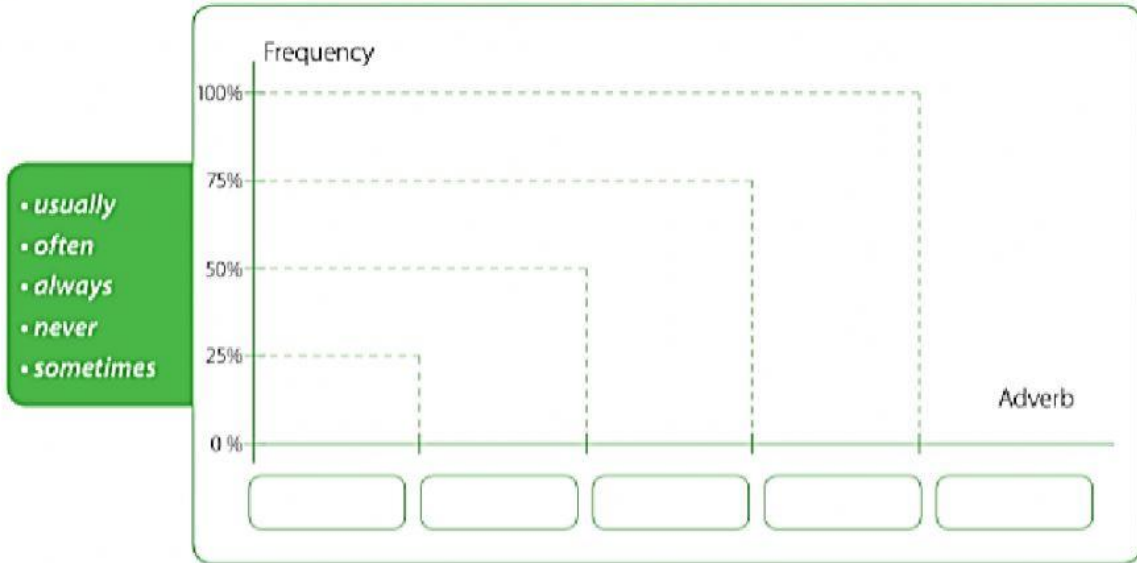 Frequency
100%
75%
50%
25%
0 %
Adverb
• usually
• often
• always
• never
• sometimes